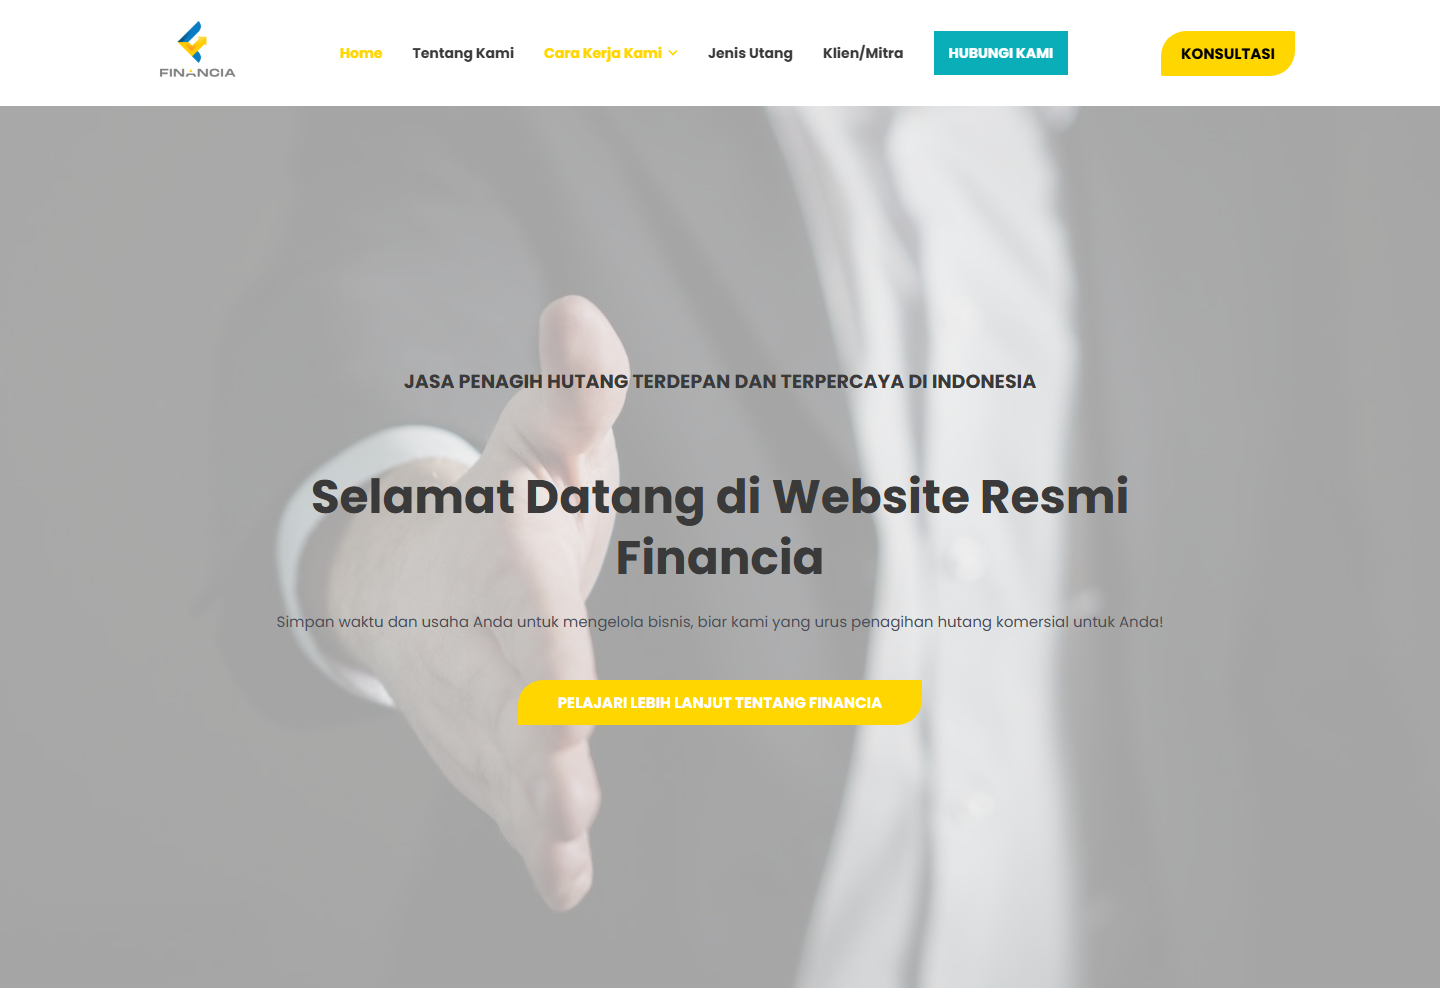 FINANCIA
Home
Tentang Kami
Cara Kerja Kami
Jenis Utang
Klien/Mitra
HUBUNGI KAMI
KONSULTASI
JASA PENAGIH HUTANG TERDEPAN DAN TERPERCAYA DI INDONESIA
Selamat Datang di Website Resmi
Financia
Simpan waktu dan usaha Anda untuk mengelola bisnis, biar kami yang urus penagihan hutang komersial untuk Anda!
PELAJARI LEBIH LANJUT TENTANG FINANCIA